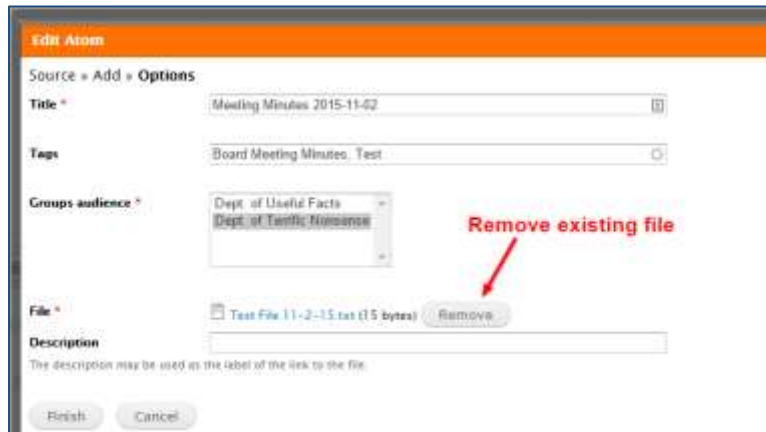 Edit Atom
Source » Add » Options
Title *
Meeting Minutes 2015-11-02
Tags
Board Meeting Minutes, Test
Groups audience *
Dept. of Useful Facts
Dept. of Terrific Nonsense
Remove existing file
File *
Test File 11-2-15.txt (15 bytes) Remove
Description
The description may be used as the label of the link to the file.
Finish Cancel